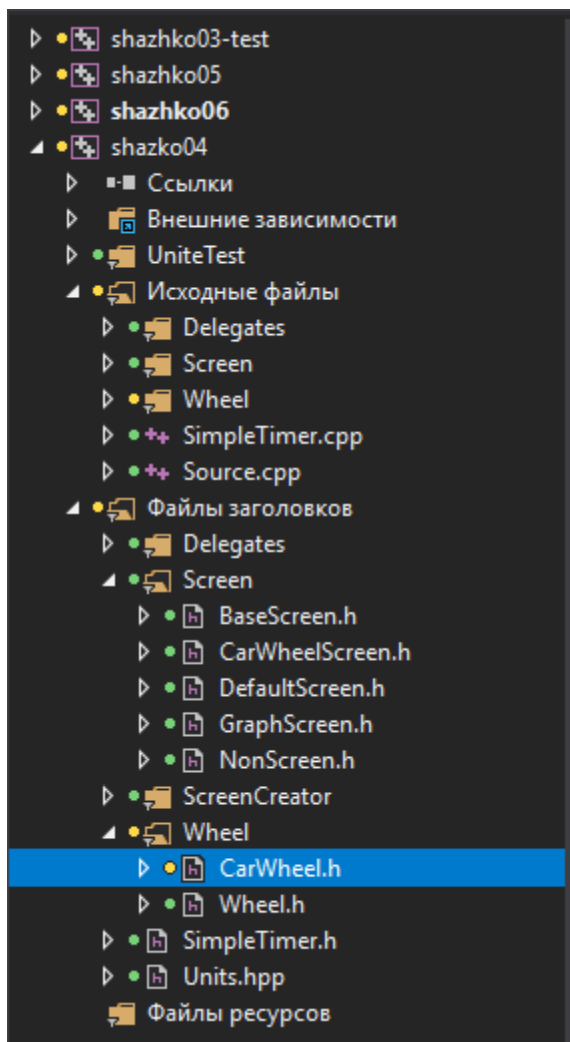 shazhko03-test
shazhko05
shazhko06
shazko04
Ссылки
Внешние зависимости
UniteTest
Исходные файлы
Delegates
Screen
Wheel
SimpleTimer.cpp
Source.cpp
Файлы заголовков
Delegates
Screen
BaseScreen.h
CarWheelScreen.h
DefaultScreen.h
GraphScreen.h
NonScreen.h
ScreenCreator
Wheel
CarWheel.h
Wheel.h
SimpleTimer.h
Units.hpp
Файлы ресурсов